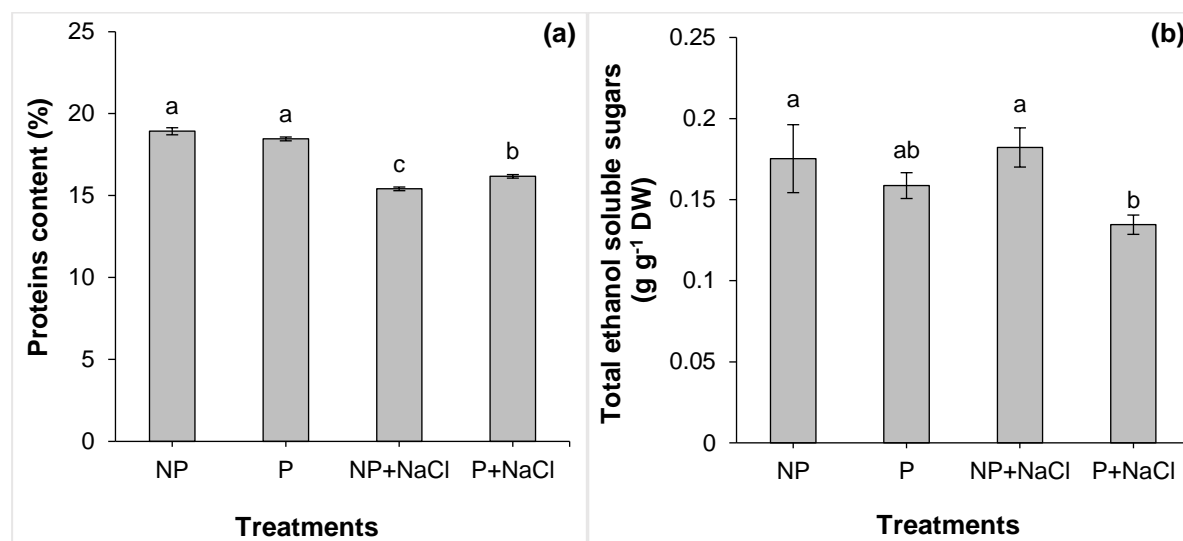 (a)
Proteins content (%)
25
20
15
10
5
0
a
a
c
b
NP
P
NP+NaCl
P+NaCl
Treatments
(b)
Total ethanol soluble sugars
(g g⁻¹ DW)
0.25
0.2
0.15
0.1
0.05
0
a
ab
a
b
NP
P
NP+NaCl
P+NaCl
Treatments